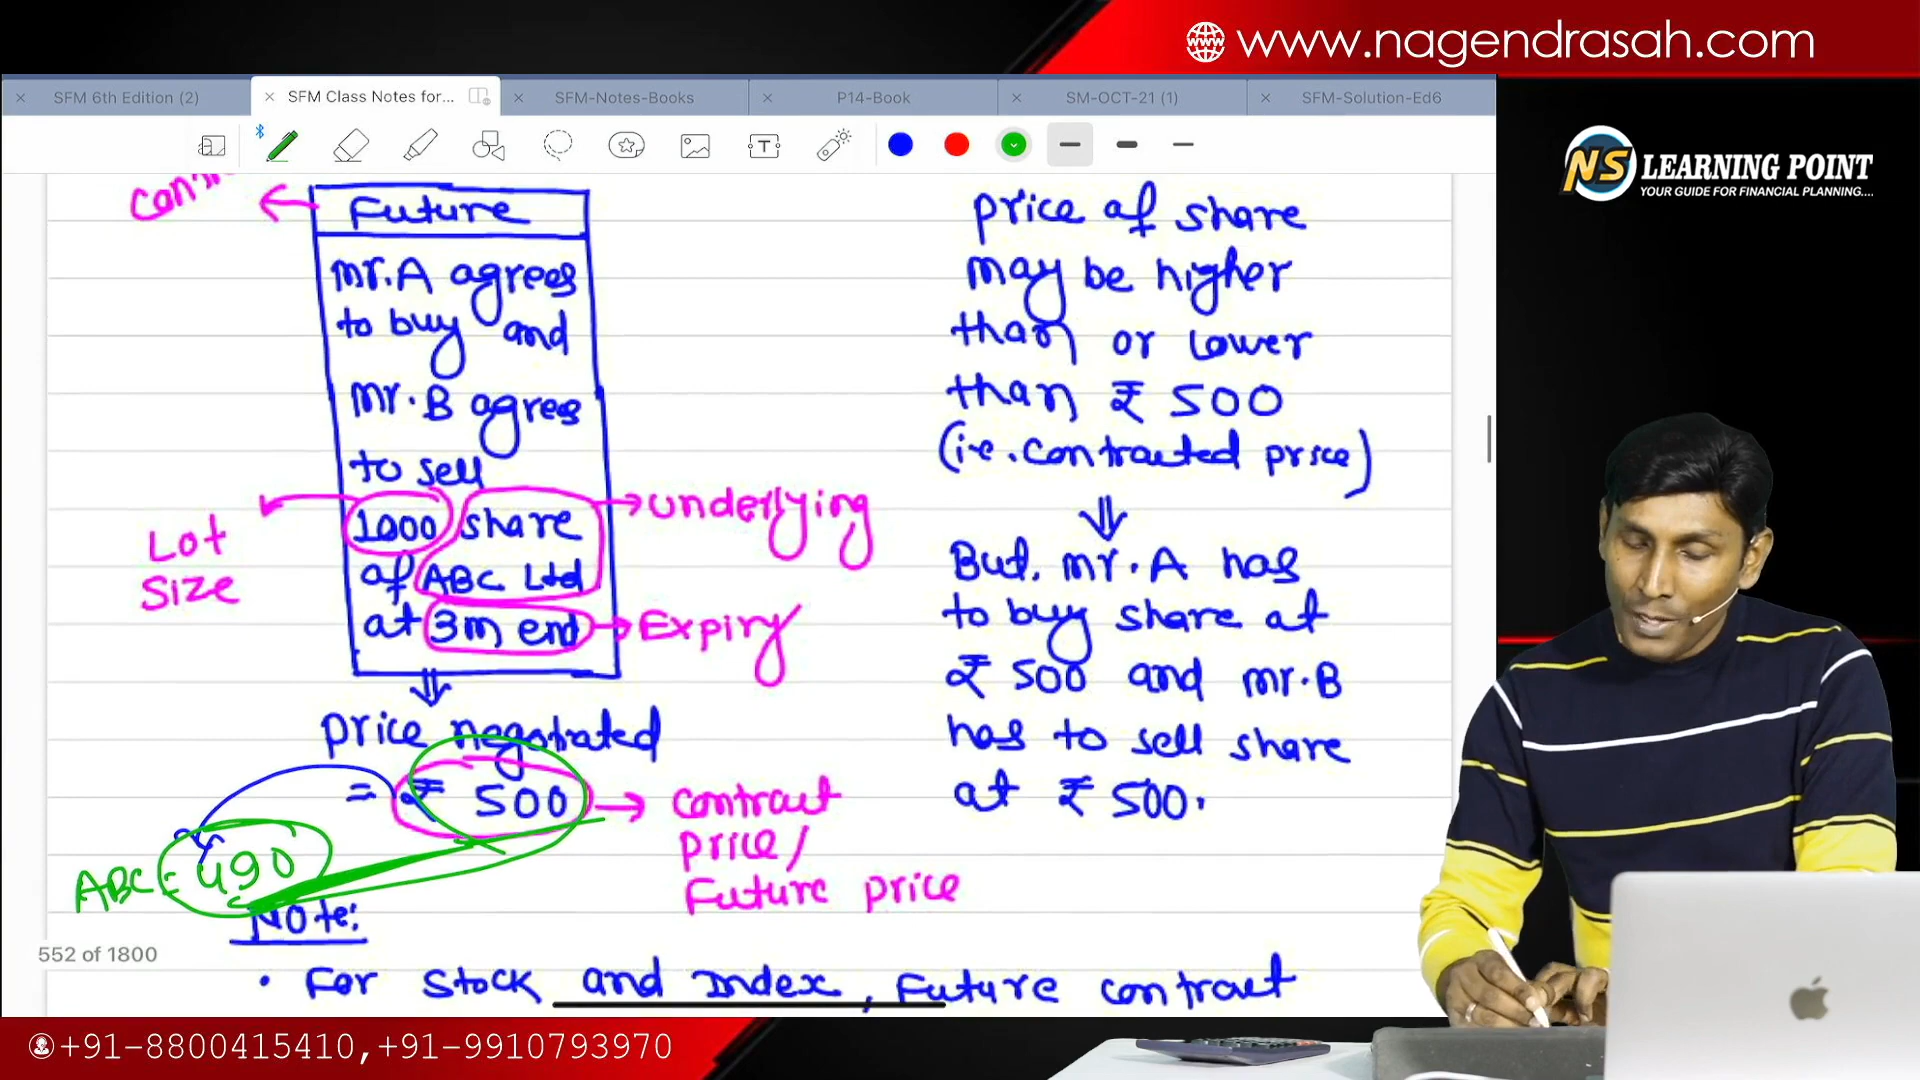 www.nagendrasah.com
SFM 6th Edition (2)
SFM Class Notes for...
SFM-Notes-Books
P14-Book
SM-OCT-21 (1)
SFM-Solution-Ed6
NS LEARNING POINT
YOUR GUIDE FOR FINANCIAL PLANNING....
Future
Mr.A agrees
to buy and
Mr.B agrees
to sell
1000 share
of ABC Ltd
at 3m end
Lot
Size
underlying
Expiry
price negotiated
= ₹ 500
contract
price/
Future price
ABC = 490
Note:
552 of 1800
• For Stock and Index, Future contract
price of share
may be higher
than or lower
than ₹ 500
(i.e. contracted price)
But, Mr.A has
to buy share at
₹ 500 and Mr.B
has to sell share
at ₹ 500.
+91-8800415410,+91-9910793970